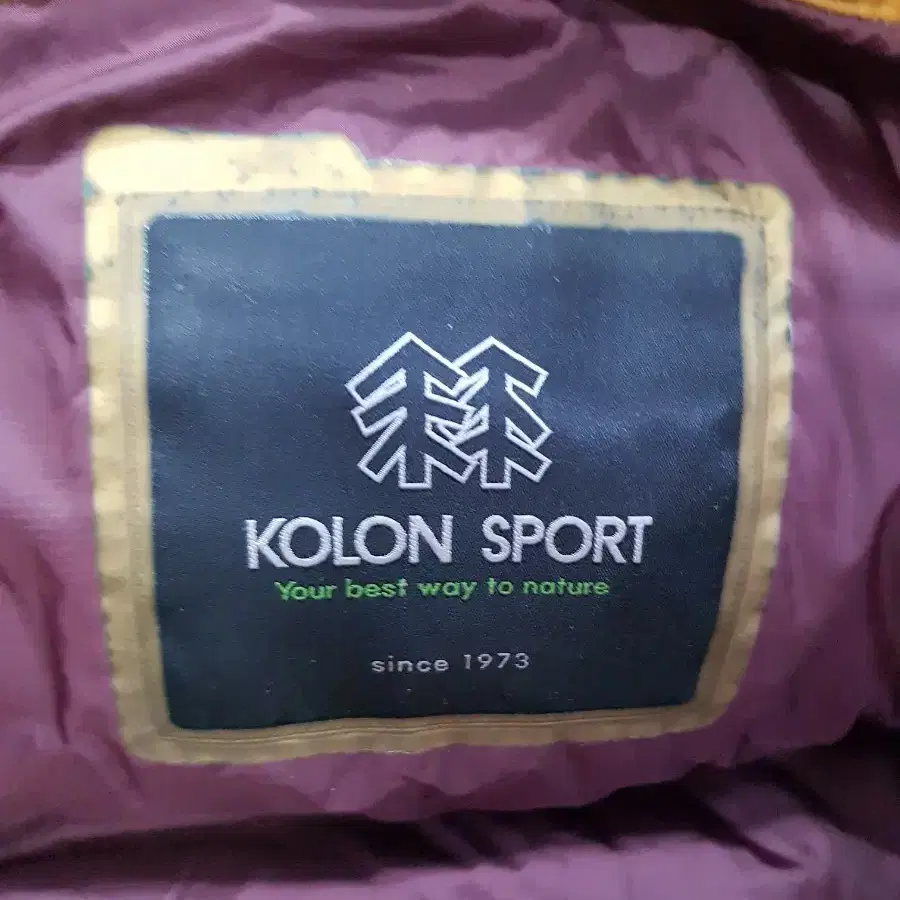 KOLON SPORT
Your best way to nature
since 1973